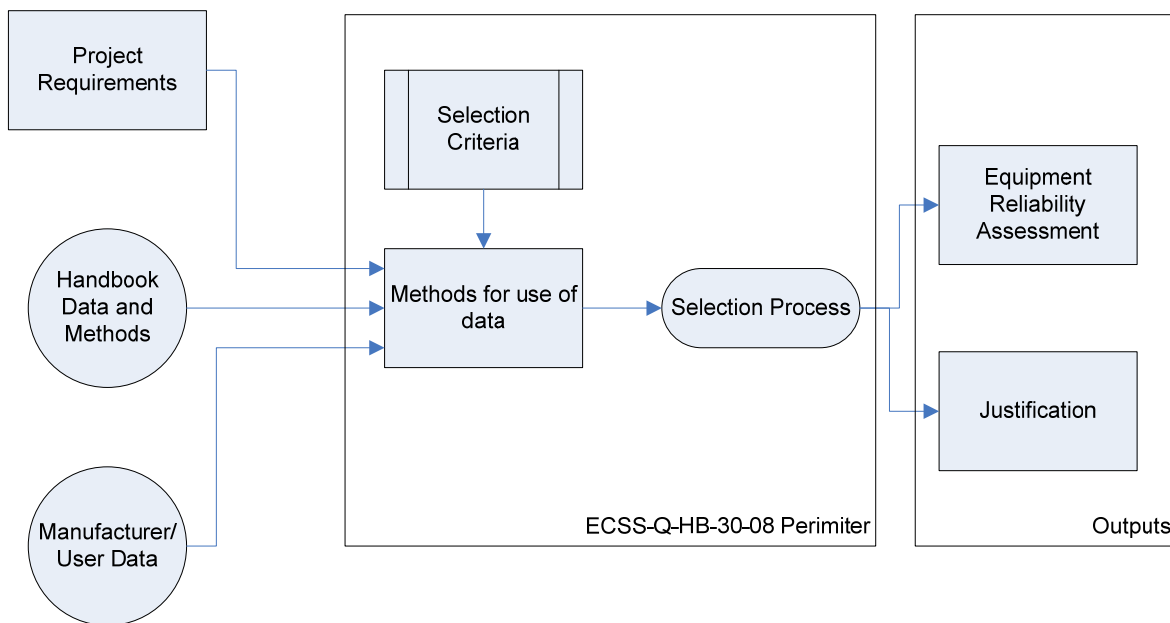 Project
Requirements
Selection
Criteria
Equipment
Reliability
Assessment
Handbook
Data and
Methods
Methods for use of
data
Selection Process
Justification
Manufacturer/
User Data
ECSS-Q-HB-30-08 Perimiter
Outputs